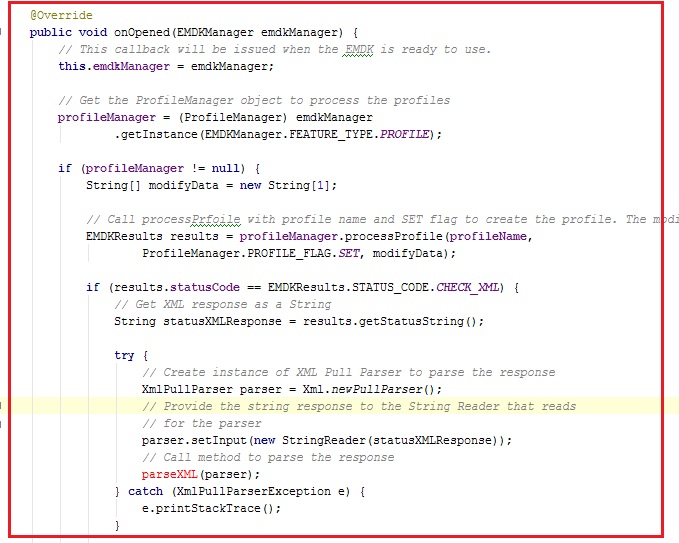 @Override
public void onOpened(EMDKManager emdkManager) {
// This callback will be issued when the EMDK is ready to use.
this.emdkManager = emdkManager;
// Get the ProfileManager object to process the profiles
profileManager = (ProfileManager) emdkManager
.getInstance(EMDKManager.FEATURE_TYPE.PROFILE);
if (profileManager != null) {
String[] modifyData = new String[1];
// Call processPrfoile with profile name and SET flag to create the profile. The modi
EMDKResults results = profileManager.processProfile(profileName,
ProfileManager.PROFILE_FLAG.SET, modifyData);
if (results.statusCode == EMDKResults.STATUS_CODE.CHECK_XML) {
// Get XML response as a String
String statusXMLResponse = results.getStatusString();
try {
// Create instance of XML Pull Parser to parse the response
XmlPullParser parser = Xml.newPullParser();
// Provide the string response to the String Reader that reads
// for the parser
parser.setInput(new StringReader(statusXMLResponse));
// Call method to parse the response
parseXML(parser);
} catch (XmlPullParserException e) {
e.printStackTrace();
}